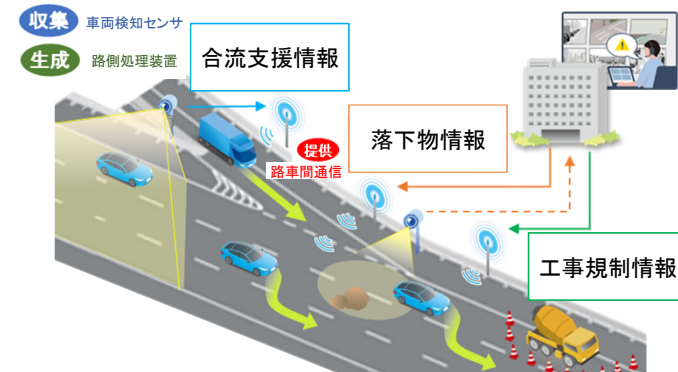 収集 車両検知センサ
生成 路側処理装置
合流支援情報
提供
路車間通信
落下物情報
工事規制情報